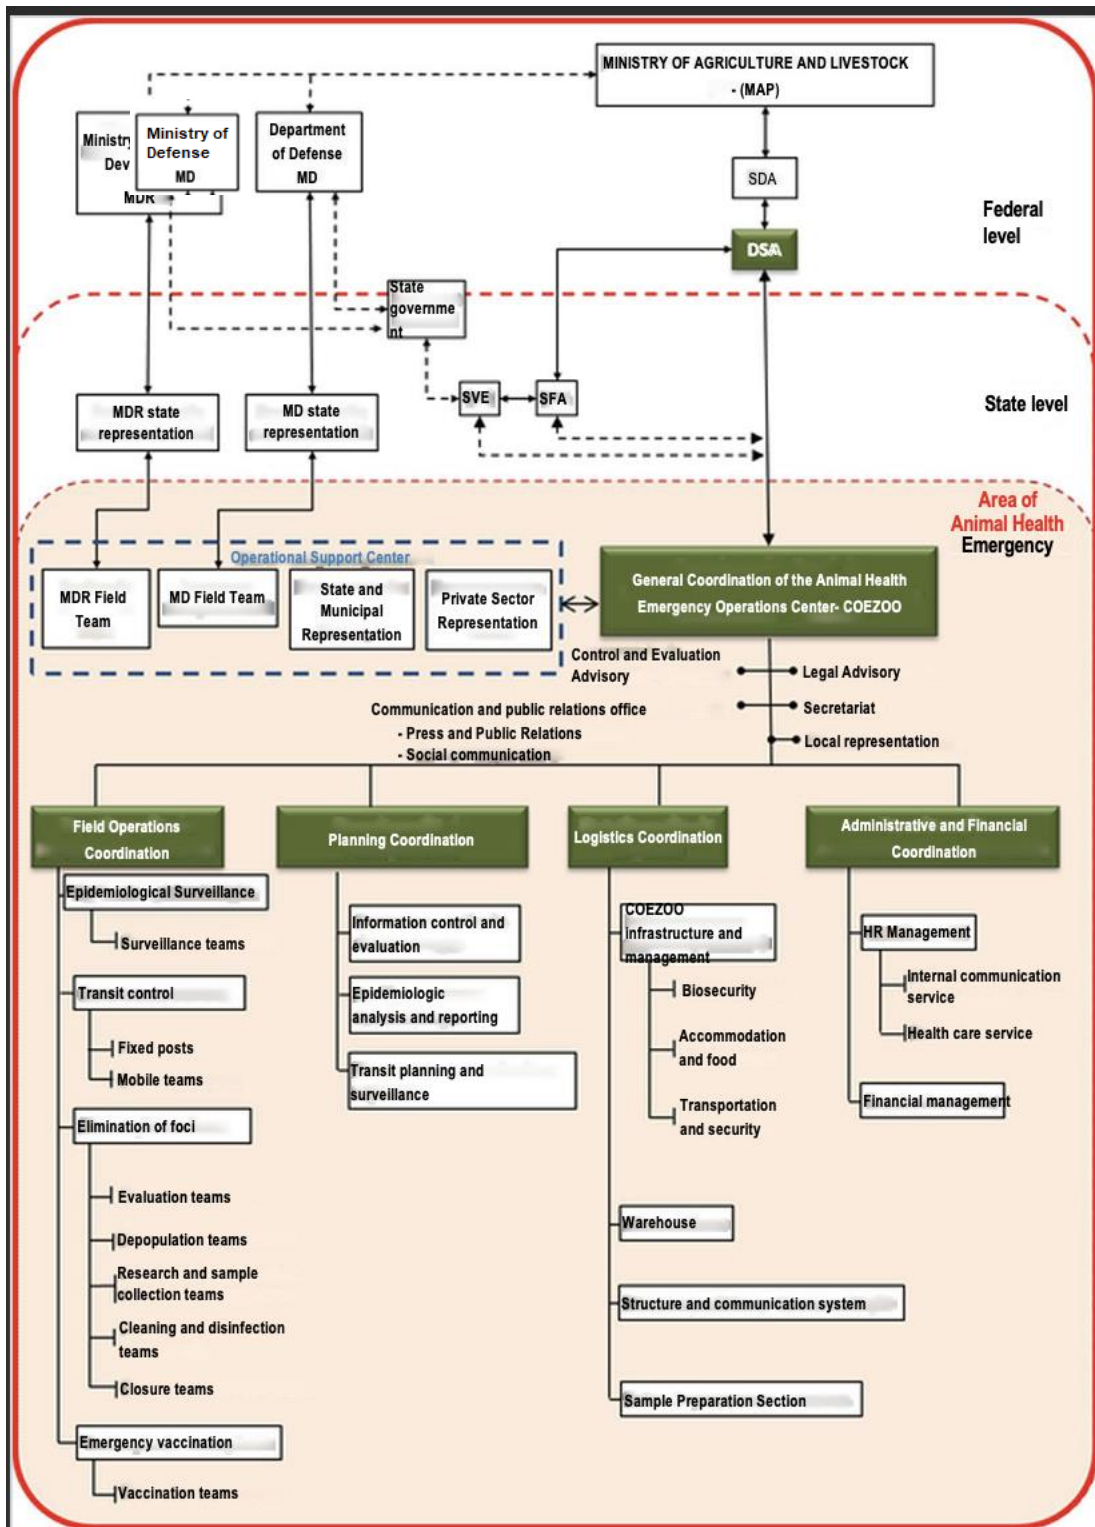 MINISTRY OF AGRICULTURE AND LIVESTOCK
- (MAP)
Ministry
Dev
MDR
Ministry of
Defense
MD
Department
of Defense
MD
SDA
DSA
Federal
level
State
governme
nt
SVE
SFA
State level
MDR state
representation
MD state
representation
Area of
Animal Health
Emergency
Operational Support Center
MDR Field
Team
MD Field Team
State and
Municipal
Representation
Private Sector
Representation
General Coordination of the Animal Health
Emergency Operations Center- COEZOO
Control and Evaluation
Advisory
Legal Advisory
Communication and public relations office
- Press and Public Relations
- Social communication
Secretariat
Local representation
Field Operations
Coordination
Planning Coordination
Logistics Coordination
Administrative and Financial
Coordination
Epidemiological Surveillance
Surveillance teams
Transit control
Fixed posts
Mobile teams
Elimination of foci
Evaluation teams
Depopulation teams
Research and sample
collection teams
Cleaning and disinfection
teams
Closure teams
Emergency vaccination
Vaccination teams
Information control and
evaluation
Epidemiologic
analysis and reporting
Transit planning and
surveillance
COEZOO
infrastructure and
management
Biosecurity
Accommodation
and food
Transportation
and security
Warehouse
Structure and communication system
Sample Preparation Section
HR Management
Internal communication
service
Health care service
Financial management